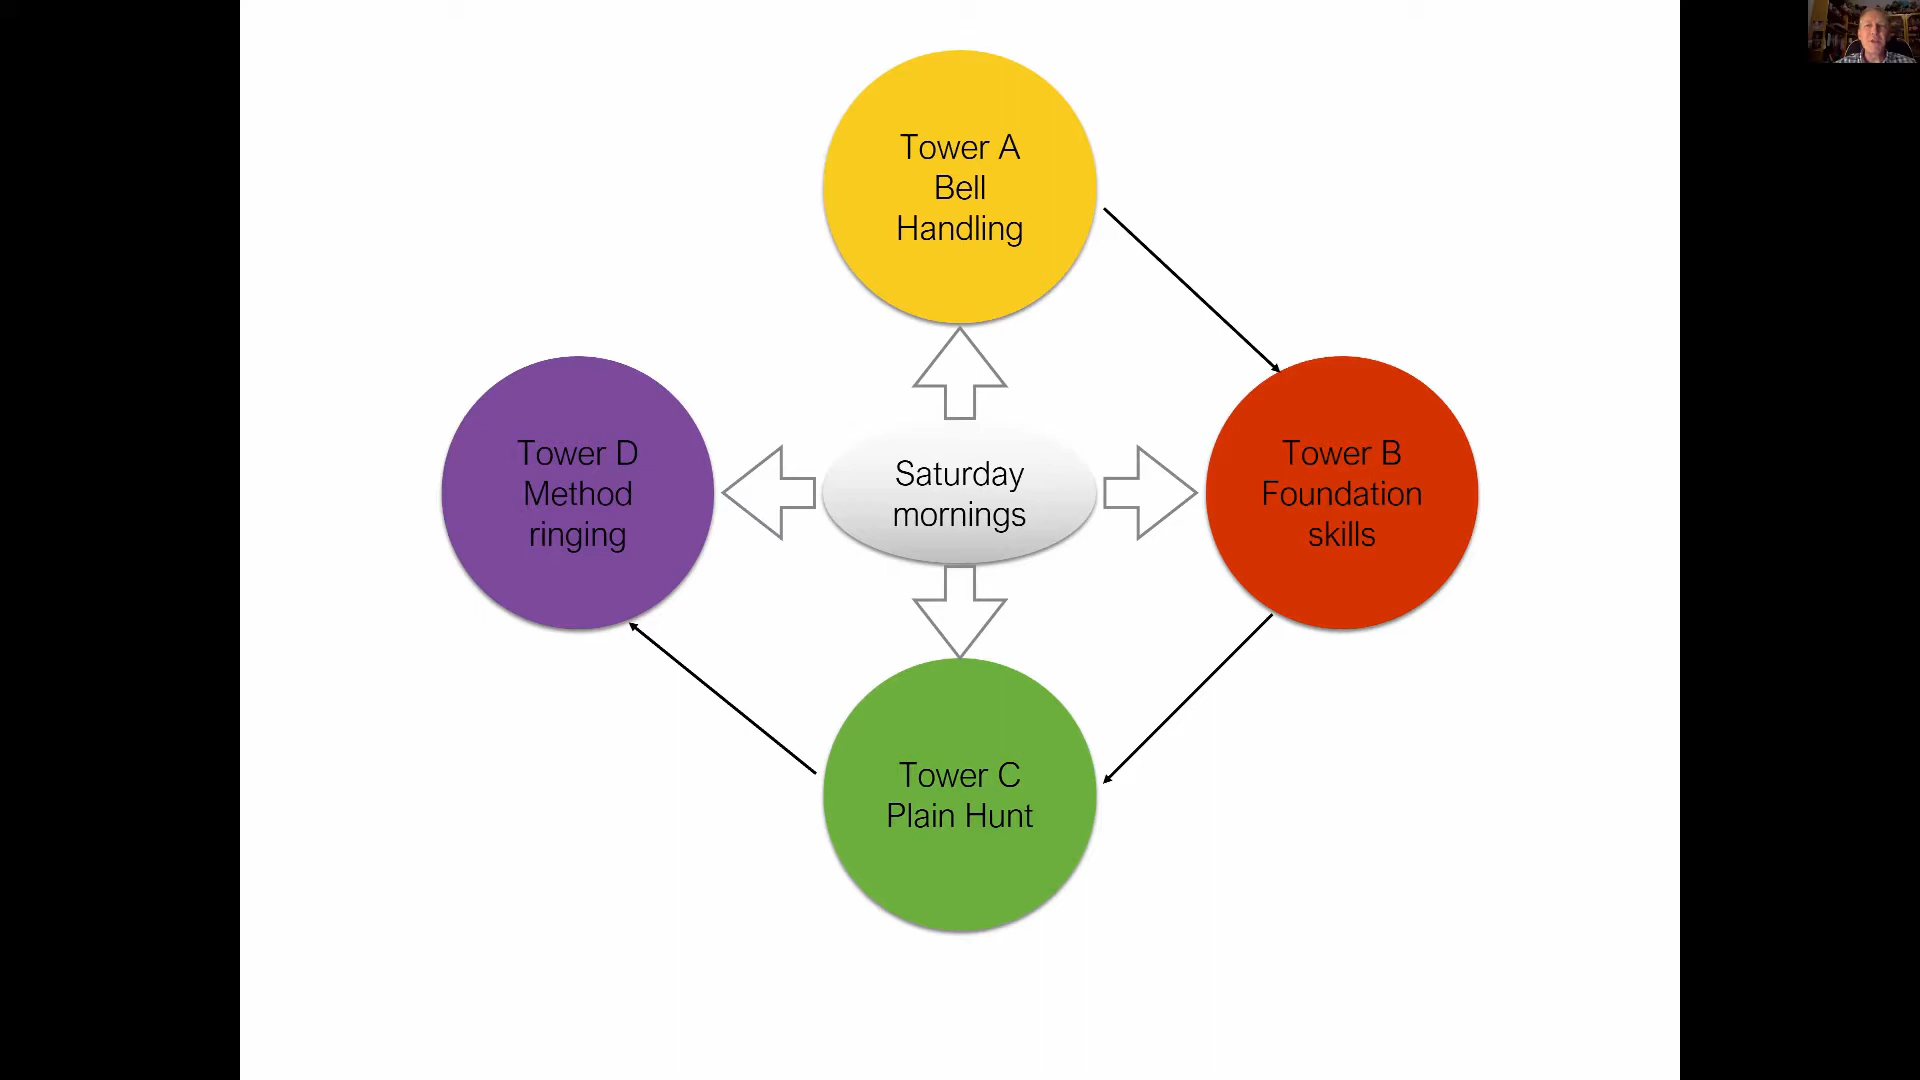 Tower A
Bell
Handling
Tower D
Method
ringing
Saturday
mornings
Tower B
Foundation
skills
Tower C
Plain Hunt